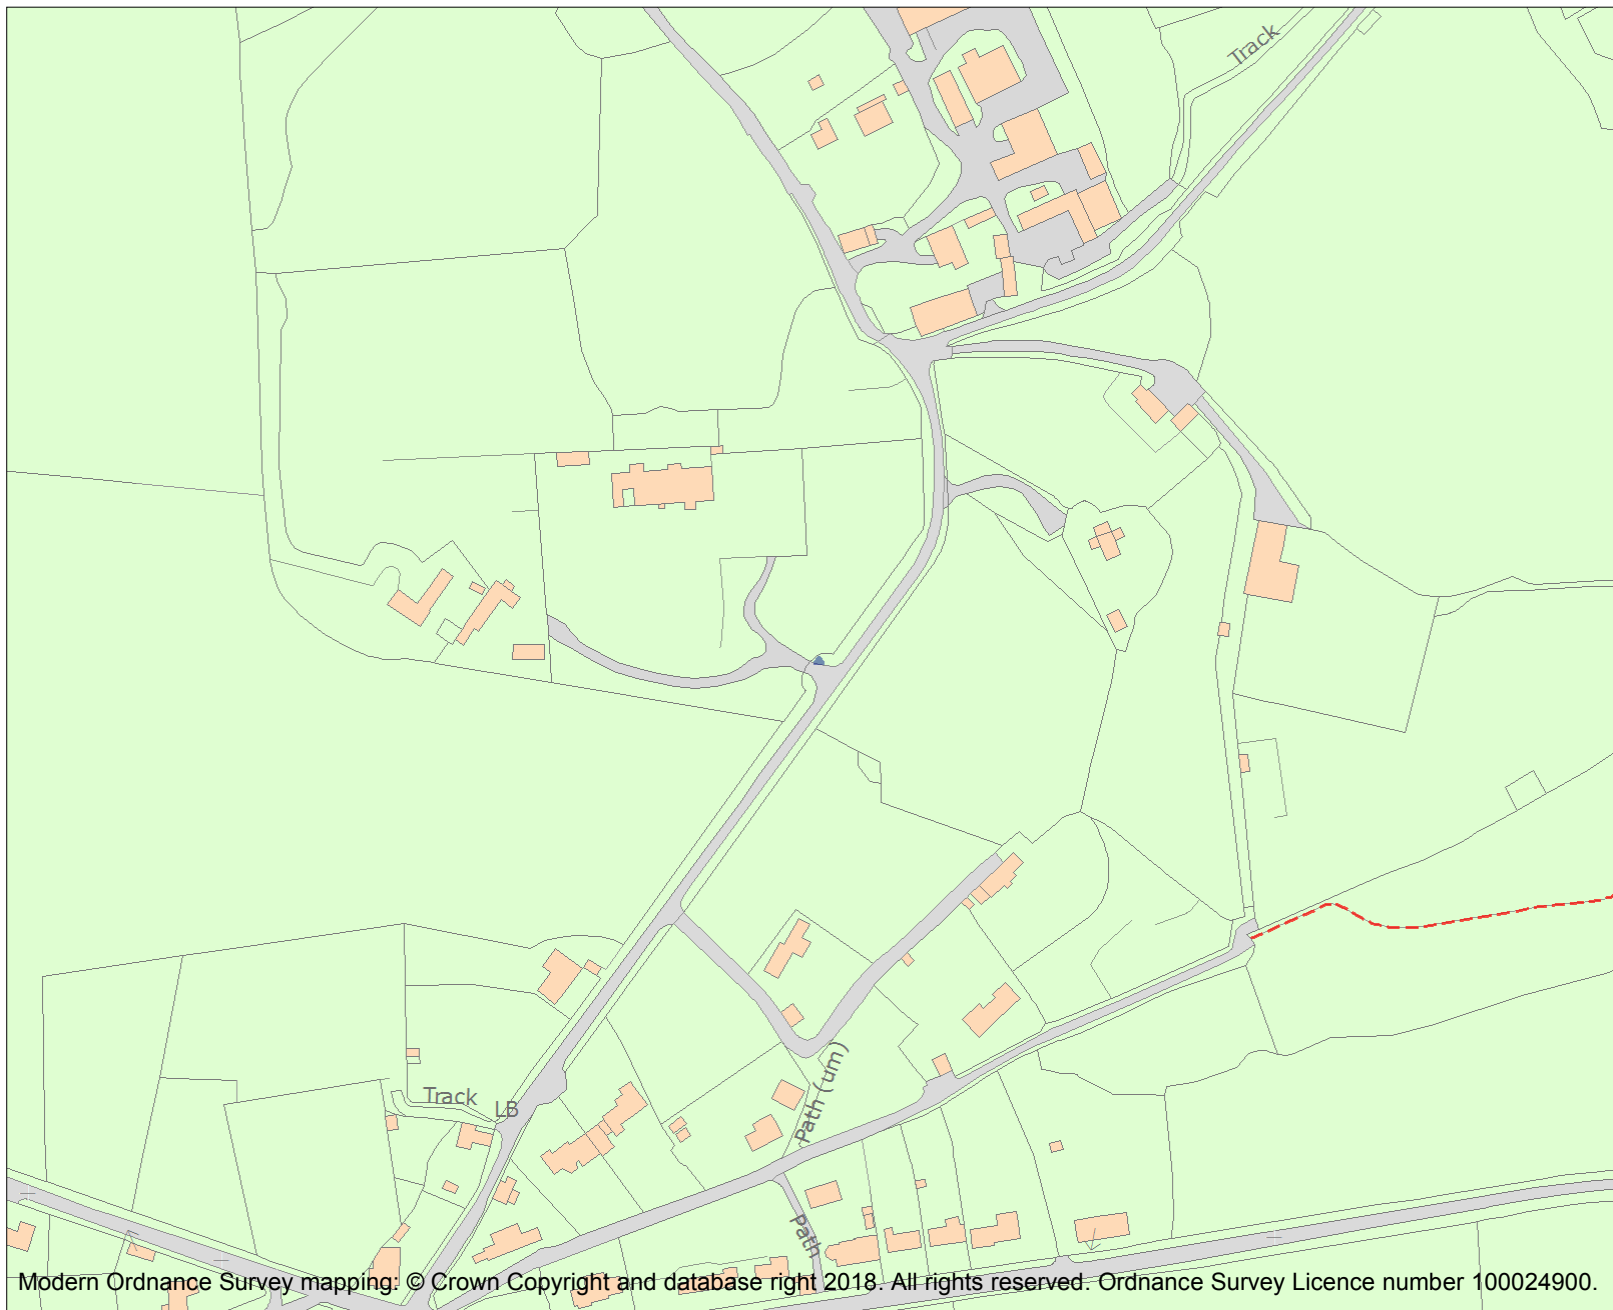 Track
Track
LB
Path (um)
Path
Modern Ordnance Survey mapping: © Crown Copyright and database right 2018. All rights reserved. Ordnance Survey Licence number 100024900.